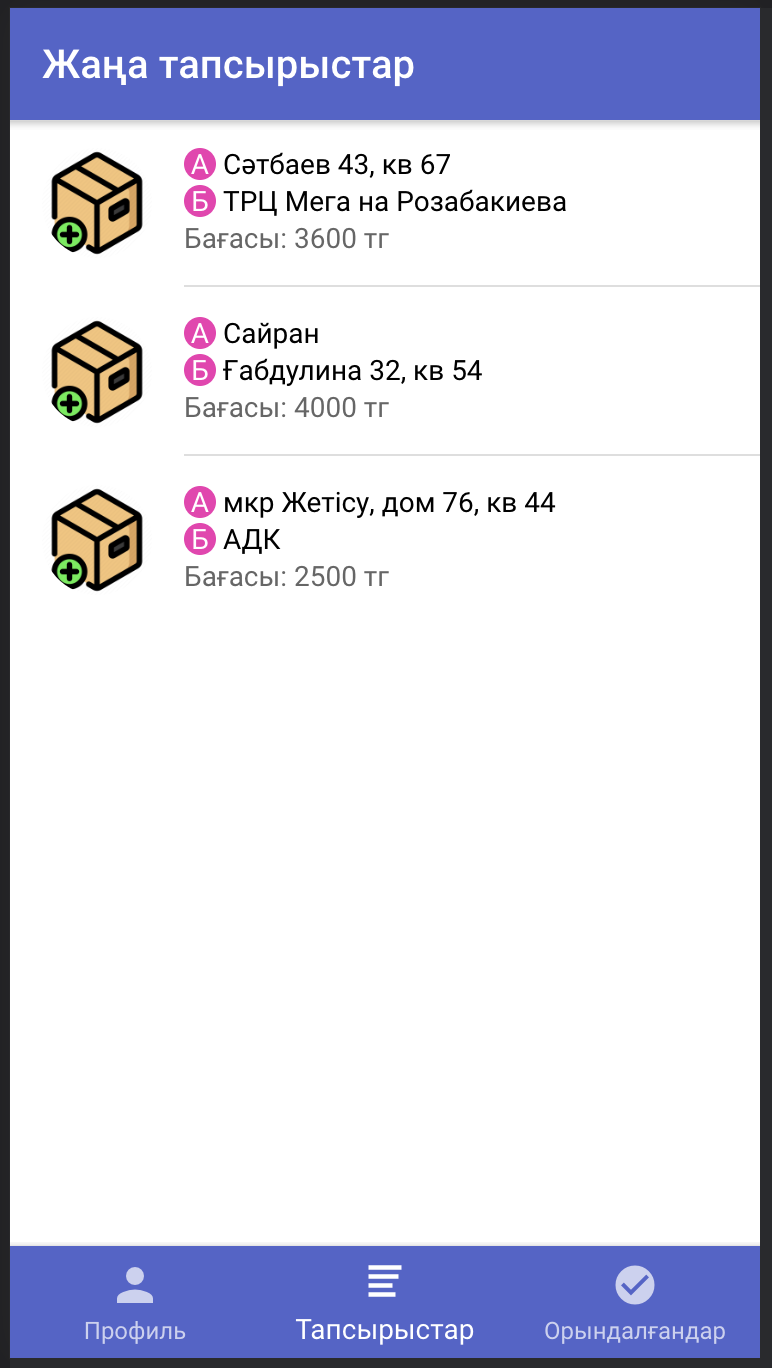 Жаңа тапсырыстар
А Сәтбаев 43, кв 67
Б ТРЦ Мега на Розабакиева
Бағасы: 3600 тг
А Сайран
Б Ғабдулина 32, кв 54
Бағасы: 4000 тг
А мкр Жетісу, дом 76, кв 44
Б АДК
Бағасы: 2500 тг
Профиль
Тапсырыстар
Орындалғандар